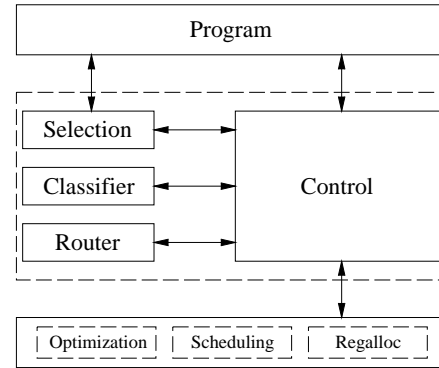 Program
Selection
Classifier
Control
Router
Optimization Scheduling Regalloc